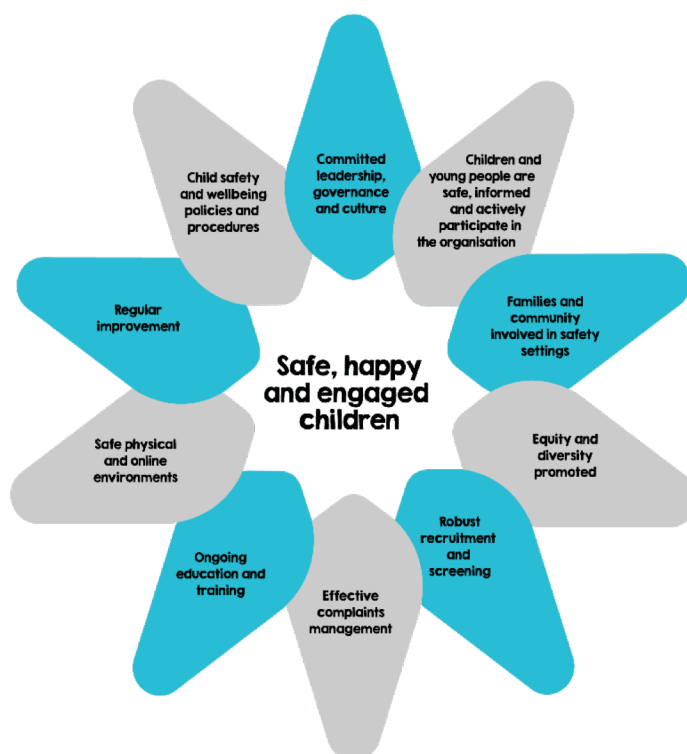 Committed
leadership,
governance
and culture
Children and
young people are
safe, informed
and actively
participate in
the organisation
Families and
community
involved in safety
settings
Equity and
diversity
promoted
Robust
recruitment
and
screening
Effective
complaints
management
Ongoing
education and
training
Safe physical
and online
environments
Regular
improvement
Child safety
and wellbeing
policies and
procedures
Safe, happy
and engaged
children